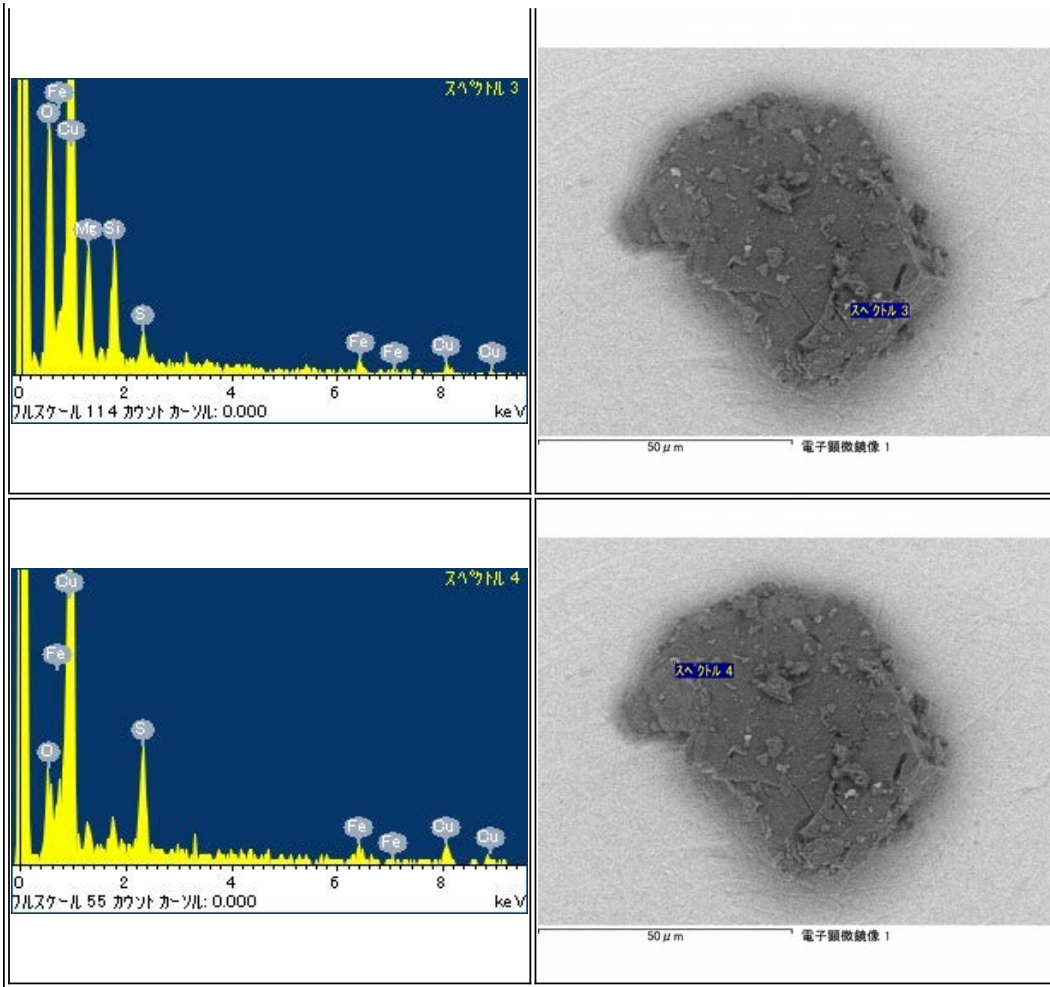 スペクトル 3
Fe
O
Cu
Mg Si
S
Fe Fe Cu Cu
0 2 4 6 8
フルスケール 114 カウント カーソル: 0.000 keV
スペクトル 3
50μm 電子顕微鏡像 1
スペクトル 4
Cu
Fe
O
S
Fe Fe Cu Cu
0 2 4 6 8
フルスケール 55 カウント カーソル: 0.000 keV
スペクトル 4
50μm 電子顕微鏡像 1